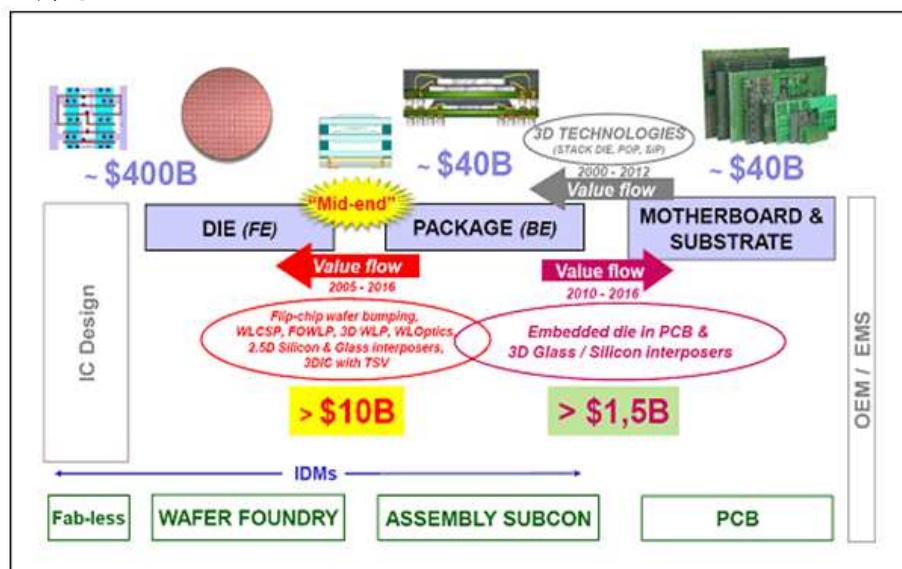 3D TECHNOLOGIES
(STACK DIE, POP, SiP)
~ $400B
~ $40B
~ $40B
2000 - 2012
Value flow
"Mid-end"
DIE (FE)
PACKAGE (BE)
MOTHERBOARD &
SUBSTRATE
Value flow
2005 - 2016
Value flow
2010 - 2016
IC Design
Flip-chip wafer bumping,
WLCSP, FOWLP, 3D WLP, WLOptics,
2.5D Silicon & Glass interposers,
3DIC with TSV
Embedded die in PCB &
3D Glass / Silicon interposers
OEM / EMS
> $10B
> $1,5B
IDMs
Fab-less
WAFER FOUNDRY
ASSEMBLY SUBCON
PCB